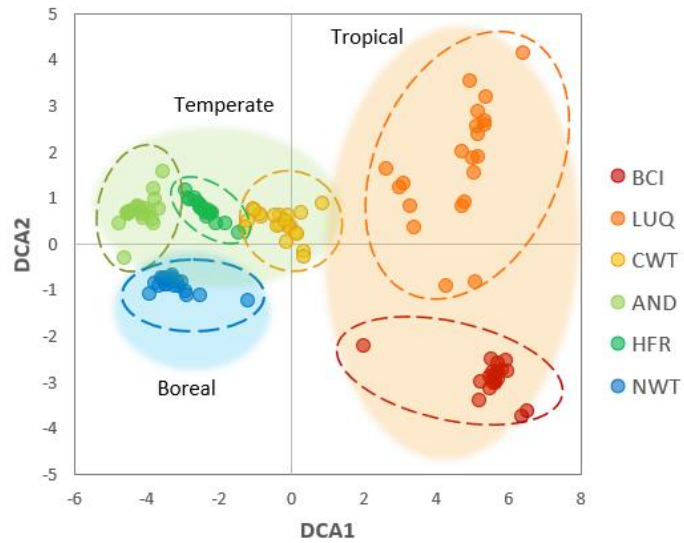 5
Tropical
4
3
Temperate
2
1
0
-1
-2
Boreal
-3
-4
-5
DCA2
-6
-4
-2
0
2
4
6
8
DCA1
BCI
LUQ
CWT
AND
HFR
NWT